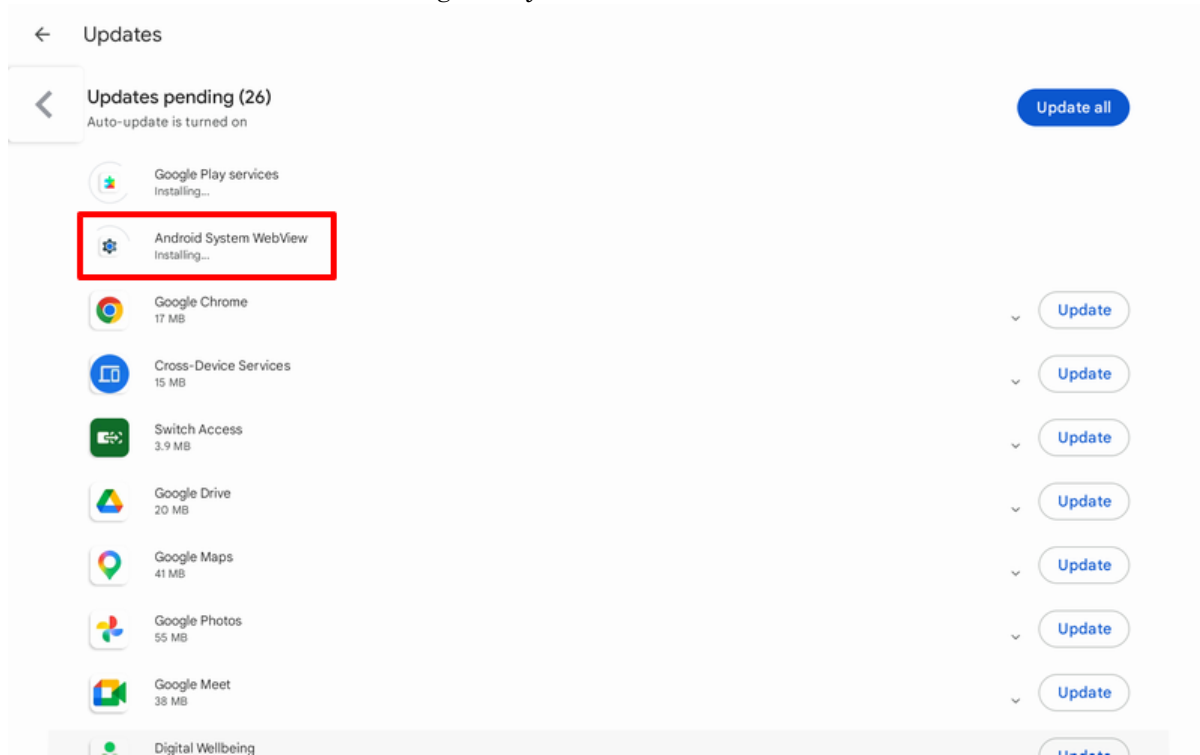 Updates
Updates pending (26)
Update all
Auto-update is turned on
Google Play services
Installing...
Android System WebView
Installing...
Google Chrome
17 MB
Update
Cross-Device Services
15 MB
Update
Switch Access
3.9 MB
Update
Google Drive
20 MB
Update
Google Maps
41 MB
Update
Google Photos
55 MB
Update
Google Meet
38 MB
Update
Digital Wellbeing
Update